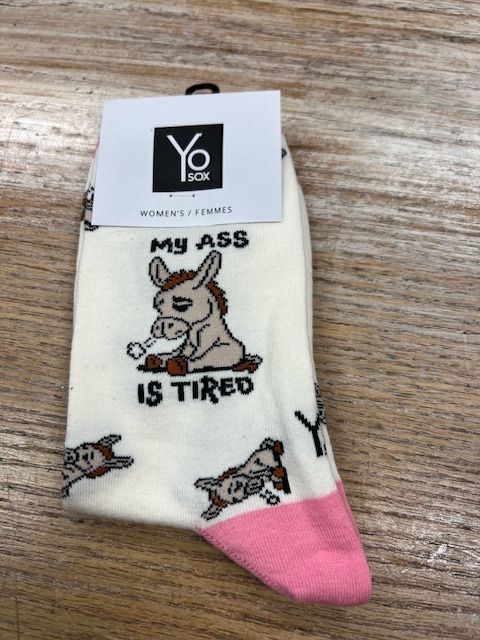 Yo
SOX
WOMEN'S / FEMMES
MY ASS
IS TIRED
Y